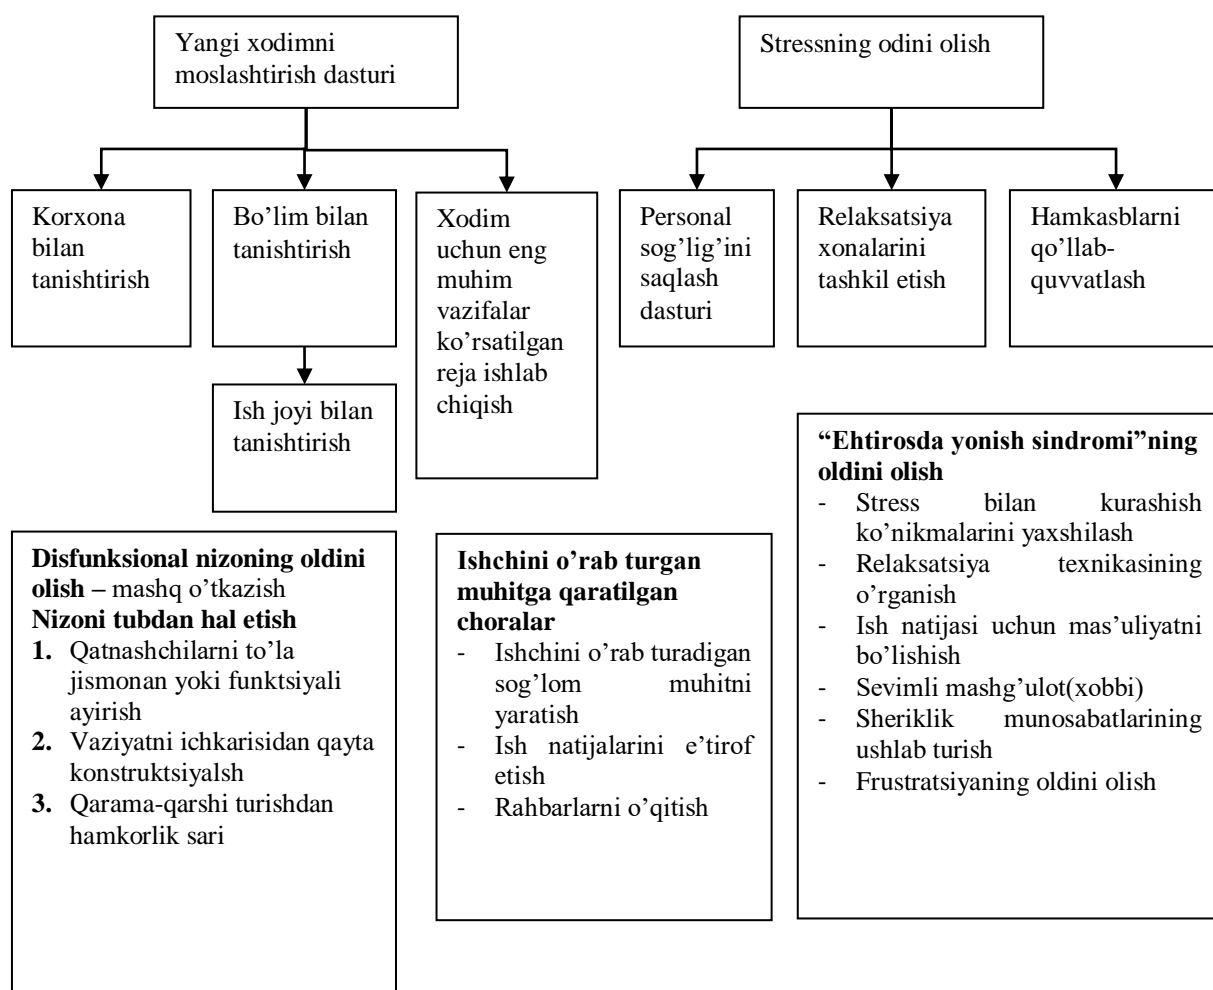 Yangi xodimni
moslashtirish dasturi
Stressning odini olish
Korxona
bilan
tanishtirish
Bo’lim bilan
tanishtirish
Xodim
uchun eng
muhim
vazifalar
ko’rsatilgan
reja ishlab
chiqish
Personal
sog’lig’ini
saqlash
dasturi
Relaksatsiya
xonalarini
tashkil etish
Hamkasblarni
qo’llab-
quvvatlash
Ish joyi bilan
tanishtirish
Disfunksional nizoning oldini
olish – mashq o’tkazish
Nizoni tubdan hal etish
1. Qatnashchilarni to’la
jismonan yoki funktsiyali
ayirish
2. Vaziyatni ichkarisidan qayta
konstruktsiyalsh
3. Qarama-qarshi turishdan
hamkorlik sari
Ishchini o’rab turgan
muhitga qaratilgan
choralar
- Ishchini o’rab turadigan
sog’lom muhitni
yaratish
- Ish natijalarini e’tirof
etish
- Rahbarlarni o’qitish
“Ehtirosda yonish sindromi”ning
oldini olish
- Stress bilan kurashish
ko’nikmalarini yaxshilash
- Relaksatsiya texnikasining
o’rganish
- Ish natijasi uchun mas’uliyatni
bo’lishish
- Sevimli mashg’ulot(xobbi)
- Sheriklik munosabatlarining
ushlab turish
- Frustratsiyaning oldini olish